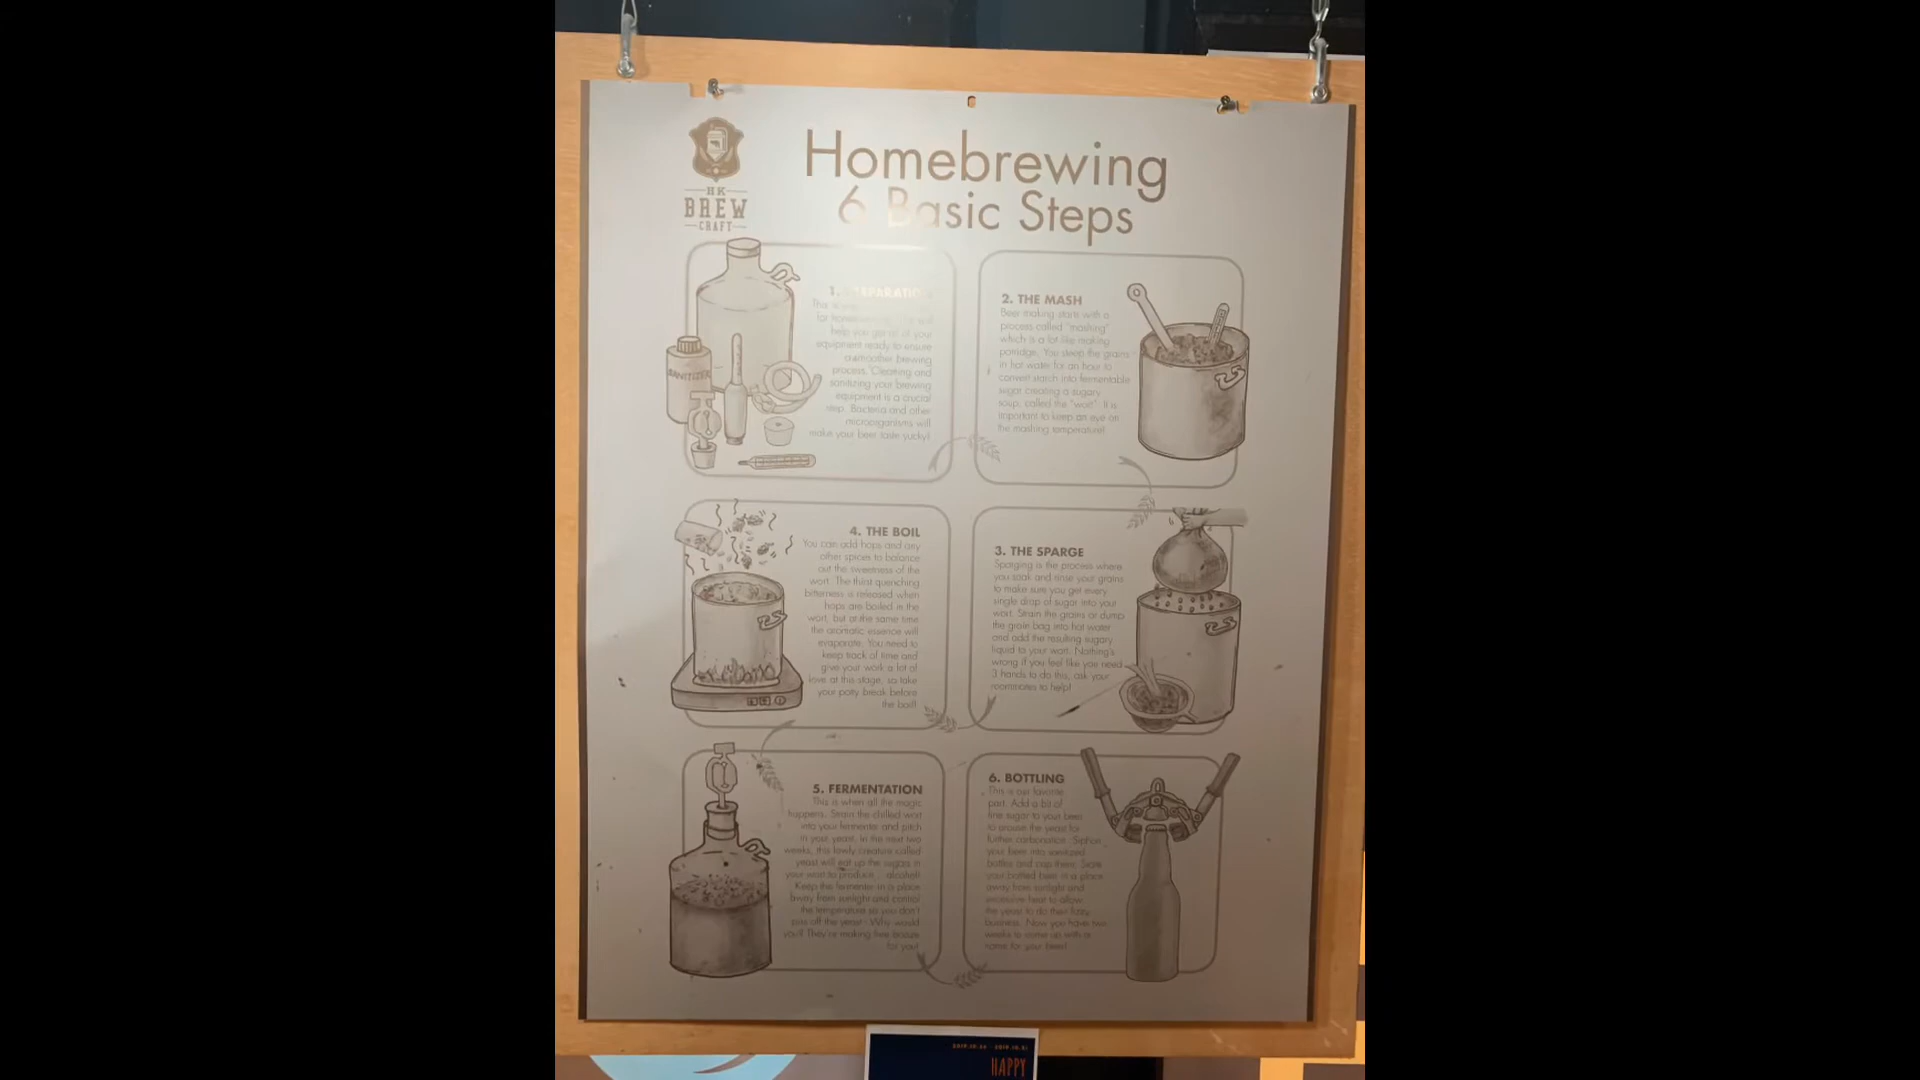 HK
BREW
CRAFT
Homebrewing
6 Basic Steps
1. PREPARATION
This is
for
help you get all of your
equipment ready to ensure
a smoother brewing
process. Cleaning and
sanitizing your brewing
equipment is a crucial
step. Bacteria and other
microorganisms will
make your beer taste yucky!
SANITIZER
2. THE MASH
Beer making starts with a
process called "mashing"
which is a lot like making
porridge. You steep the grains
in hot water for an hour to
convert starch into fermentable
sugar creating a sugary
soup, called the "wort". It is
important to keep an eye on
the mashing temperature!
3. THE SPARGE
Sparging is the process where
you soak and rinse your grains
to make sure you get every
single drop of sugar into your
wort. Strain the grains or dump
the grain bag into hot water
and add the resulting sugary
liquid to your wort. Nothing's
wrong if you feel like you need
3 hands to do this, ask your
roommates to help!
4. THE BOIL
You can add hops and any
other spices to balance
out the sweetness of the
wort. The thirst quenching
bitterness is released when
hops are boiled in the
wort, but at the same time
the aromatic essence will
evaporate. You need to
keep track of time and
give your work a lot of
love at this stage, so take
your potty break before
the boil!
5. FERMENTATION
This is when all the magic
happens. Strain the chilled wort
into your fermenter and pitch
in your yeast. In the next two
weeks, this lovely creature called
yeast will eat up the sugars in
your wort to produce... alcohol!
Keep the fermenter in a place
away from sunlight and control
the temperature so you don't
piss off the yeast. Why would
you? They're making free booze
for you!
6. BOTTLING
This is our favorite
part. Add a bit of
fine sugar to your beer
to arouse the yeast for
further carbonation. Siphon
your beer into sanitized
bottles and cap them. Store
your bottled beer in a place
away from sunlight and
excessive heat to allow
the yeast to do their fizzy
business. Now you have two
weeks to come up with a
name for your beer!
HAPPY